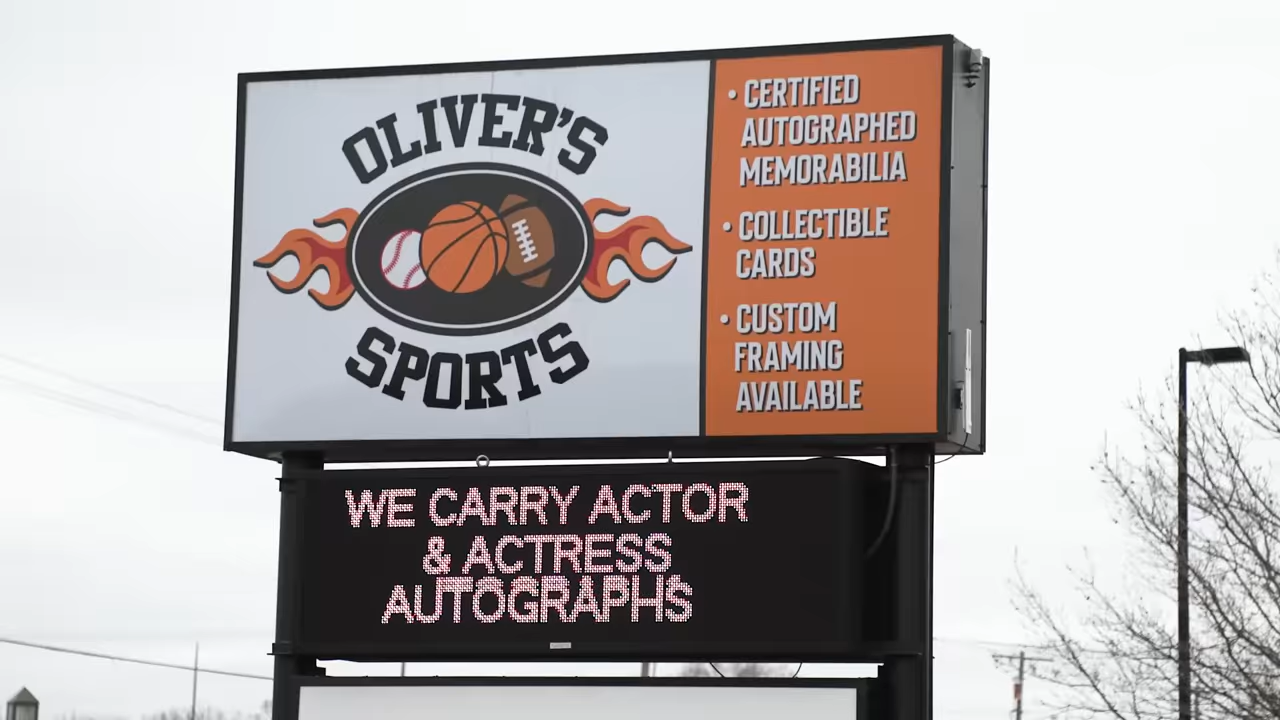 OLIVER'S
SPORTS
• CERTIFIED
AUTOGRAPHED
MEMORABILIA
• COLLECTIBLE
CARDS
• CUSTOM
FRAMING
AVAILABLE
WE CARRY ACTOR
& ACTRESS
AUTOGRAPHS